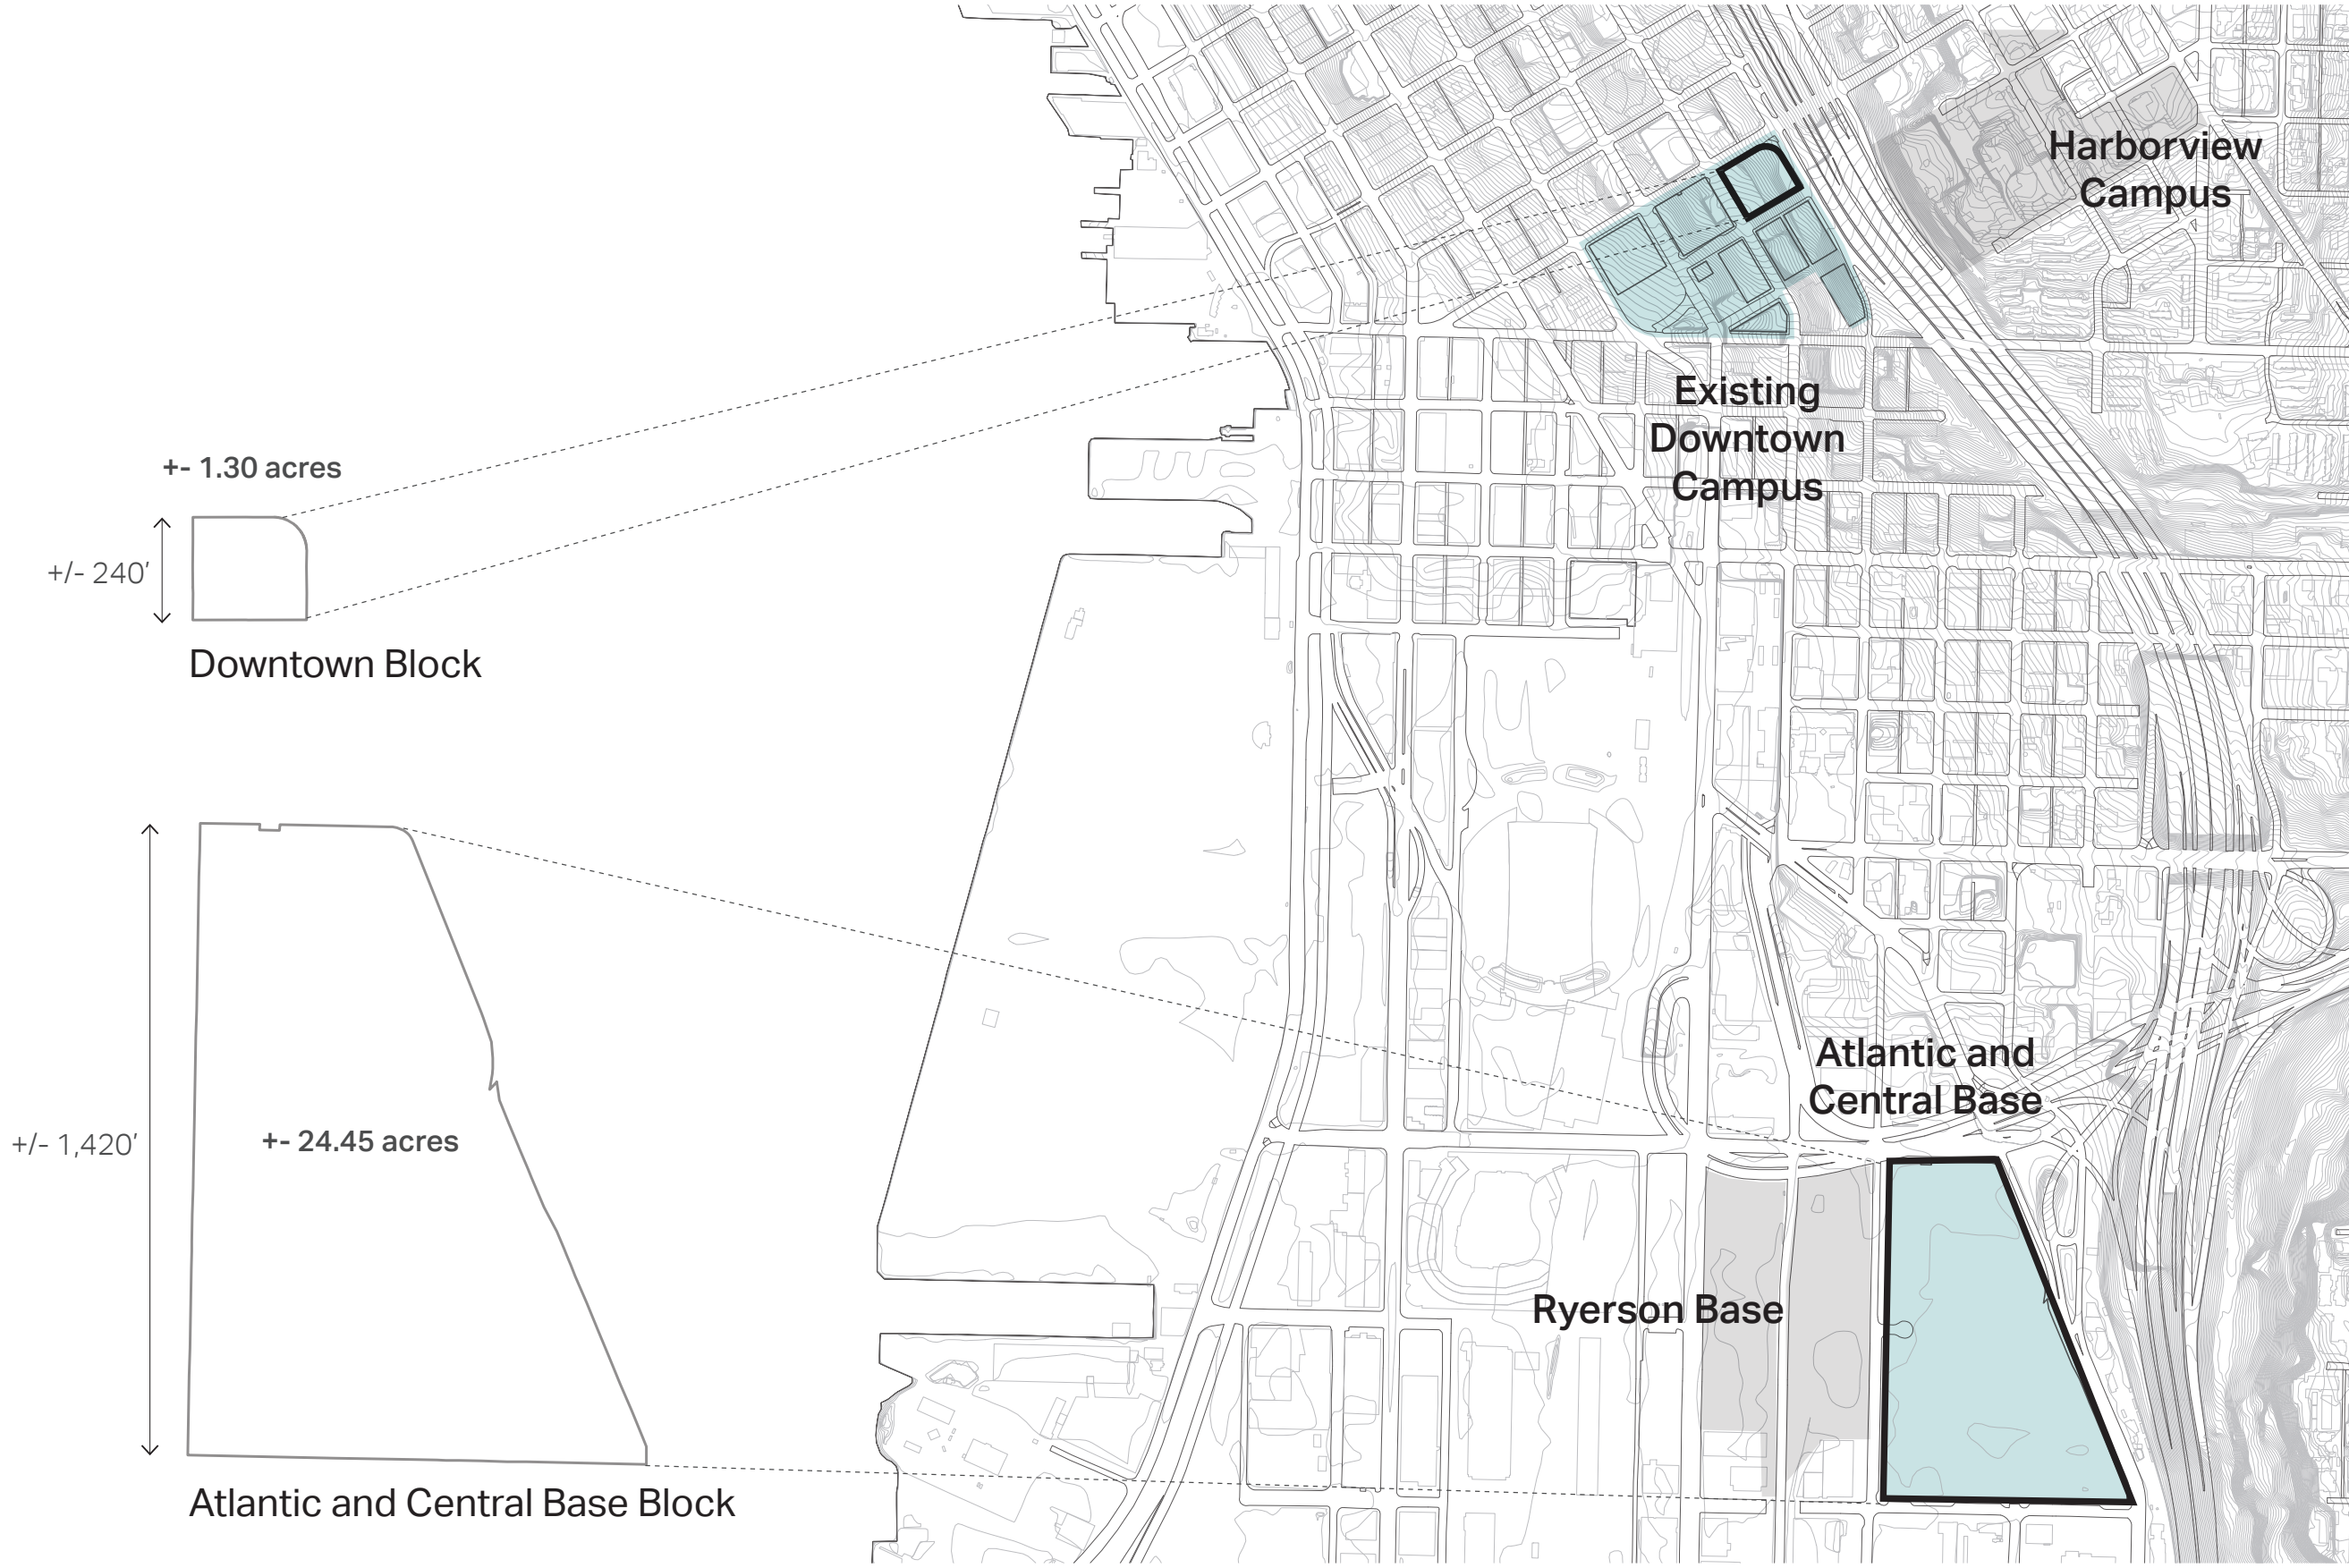 Harborview
Campus
Existing
Downtown
Campus
+- 1.30 acres
+/- 240’
Downtown Block
Atlantic and
Central Base
+- 24.45 acres
+/- 1,420’
Ryerson Base
Atlantic and Central Base Block